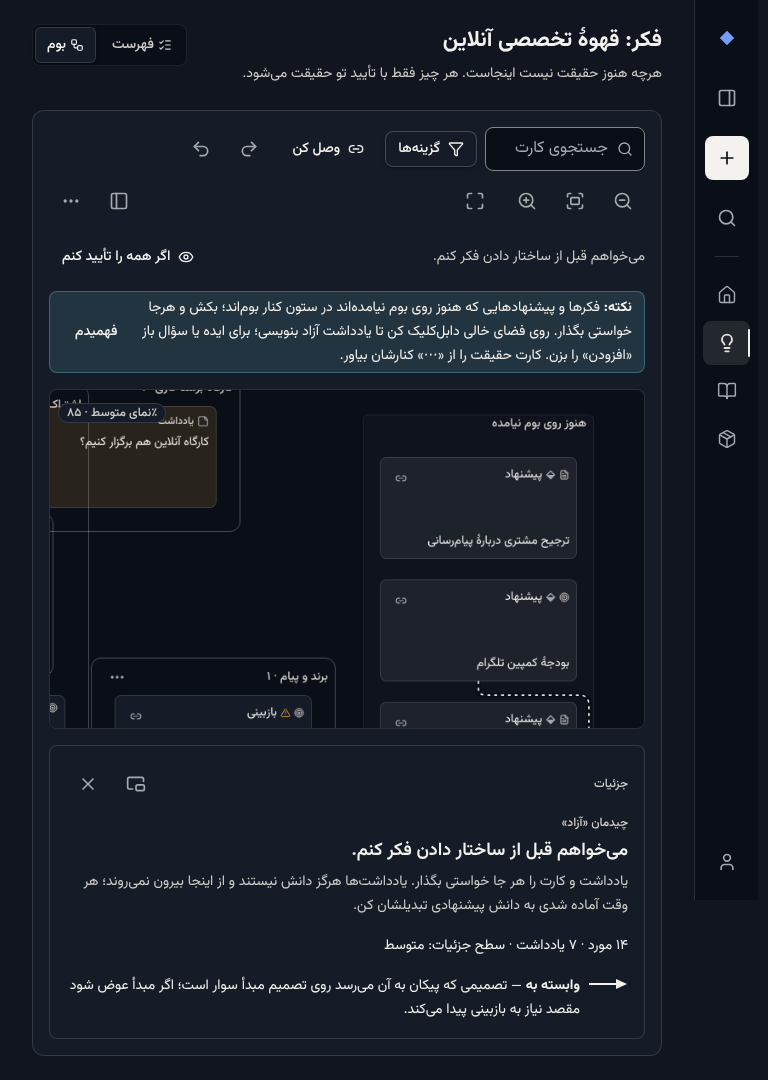 فکر: قهوهٔ تخصصی آنلاین
فهرست
بوم
هرچه هنوز حقیقت نیست اینجاست. هر چیز فقط با تأیید تو حقیقت می‌شود.
جستجوی کارت
گزینه‌ها
وصل کن
می‌خواهم قبل از ساختار دادن فکر کنم.
اگر همه را تأیید کنم
نکته: فکرها و پیشنهادهایی که هنوز روی بوم نیامده‌اند در ستون کنار بوم‌اند؛ بکش و هرجا
خواستی بگذار. روی فضای خالی دابل‌کلیک کن تا یادداشت آزاد بنویسی؛ برای ایده یا سؤال باز
«افزودن» را بزن. کارت حقیقت را از «···» کنارشان بیاور.
فهمیدم
نمای متوسط · ۸۵٪
یادداشت
کارگاه آنلاین هم برگزار کنیم؟
هنوز روی بوم نیامده
پیشنهاد
ترجیح مشتری دربارهٔ پیام‌رسانی
پیشنهاد
بودجهٔ کمپین تلگرام
برند و پیام · ۱
بازبینی
پیشنهاد
جزئیات
چیدمان «آزاد»
می‌خواهم قبل از ساختار دادن فکر کنم.
یادداشت و کارت را هر جا خواستی بگذار. یادداشت‌ها هرگز دانش نیستند و از اینجا بیرون نمی‌روند؛ هر
وقت آماده شدی به دانش پیشنهادی تبدیلشان کن.
۱۴ مورد · ۷ یادداشت · سطح جزئیات: متوسط
وابسته به — تصمیمی که پیکان به آن می‌رسد روی تصمیم مبدأ سوار است؛ اگر مبدأ عوض شود
مقصد نیاز به بازبینی پیدا می‌کند.